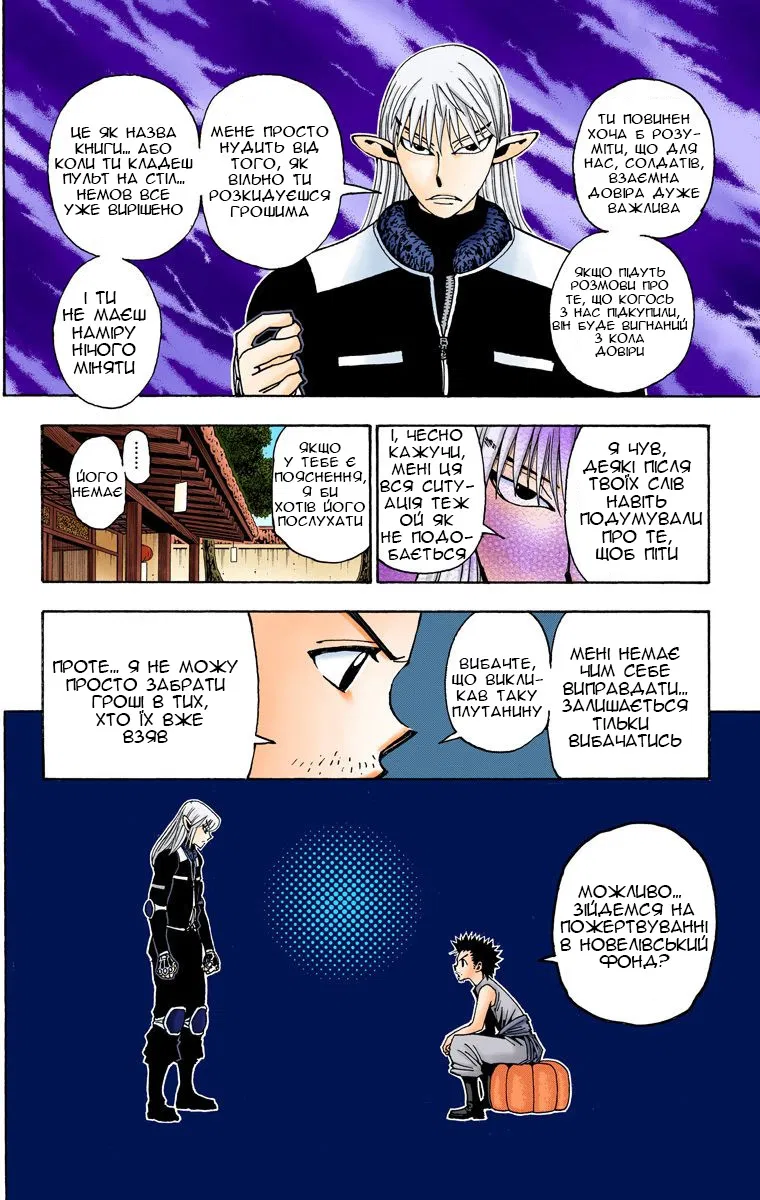 ТИ ПОВИНЕН
ХОЧА Б РОЗУ-
МІТИ, ЩО ДЛЯ
НАС, СОЛДАТІВ,
ВЗАЄМНА
ДОВІРА ДУЖЕ
ВАЖЛИВА
ЯКЩО ПІДУТЬ
РОЗМОВИ ПРО
ТЕ, ЩО КОГОСЬ
З НАС ПІДКУПИЛИ,
ВІН БУДЕ ВИГНАНИЙ
З КОЛА
ДОВІРИ
МЕНЕ ПРОСТО
НУДИТЬ ВІД
ТОГО, ЯК
ВІЛЬНО ТИ
РОЗКИДУЄШСЯ
ГРОШИМА
ЦЕ ЯК НАЗВА
КНИГИ... АБО
КОЛИ ТИ КЛАДЕШ
ПУЛЬТ НА СТІЛ...
НЕМОВ ВСЕ
УЖЕ ВИРІШЕНО
І ТИ
НЕ МАЄШ
НАМІРУ
НІЧОГО
МІНЯТИ
Я ЧУВ,
ДЕЯКІ ПІСЛЯ
ТВОЇХ СЛІВ
НАВІТЬ
ПОДУМУВАЛИ
ПРО ТЕ,
ЩОБ ПІТИ
І, ЧЕСНО
КАЖУЧИ,
МЕНІ ЦЯ
ВСЯ СИТУ-
АЦІЯ ТЕЖ
ОЙ ЯК
НЕ ПОДО-
БАЄТЬСЯ
ЯКЩО
У ТЕБЕ Є
ПОЯСНЕННЯ,
Я БИ
ХОТІВ ЙОГО
ПОСЛУХАТИ
......
ЙОГО
НЕМАЄ
МЕНІ НЕМАЄ
ЧИМ СЕБЕ
ВИПРАВДАТИ...
ЗАЛИШАЄТЬСЯ
ТІЛЬКИ
ВИБАЧАТИСЬ
ВИБАЧТЕ,
ЩО ВИКЛИ-
КАВ ТАКУ
ПЛУТАНИНУ
ПРОТЕ... Я НЕ МОЖУ
ПРОСТО ЗАБРАТИ
ГРОШІ В ТИХ,
ХТО ЇХ ВЖЕ
ВЗЯВ
МОЖЛИВО...
ЗІЙДЕМСЯ НА
ПОЖЕРТВУВАННІ
В НОВЕЛІВСЬКИЙ
ФОНД?